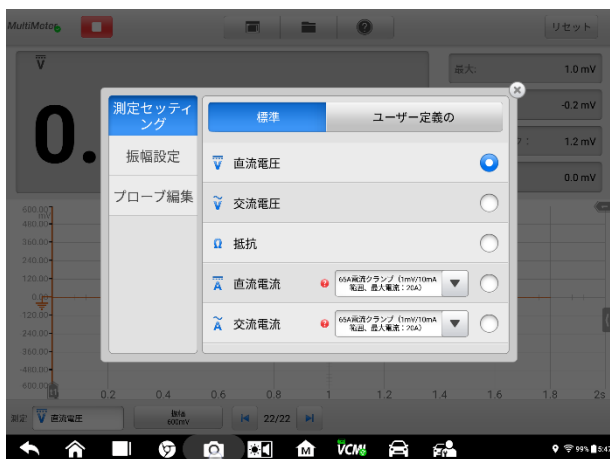 MultiMeter
リセット
最大:
1.0 mV
-0.2 mV
1.2 mV
0.0 mV
0.
測定セッティ
ング
振幅設定
プローブ編集
標準
ユーザー定義の
直流電圧
交流電圧
Ω 抵抗
直流電流
65A電流クランプ（1mV/10mA
範囲、最大電流：20A）
交流電流
65A電流クランプ（1mV/10mA
範囲、最大電流：20A）
600.00
mV
480.00
360.00
240.00
120.00
0.00
-120.00
-240.00
-360.00
-480.00
-600.00
0.2 0.4 0.6 0.8 1 1.2 1.4 1.6 1.8 2s
測定 直流電圧
振幅
600mV
22/22
VCMI
99% 5:47